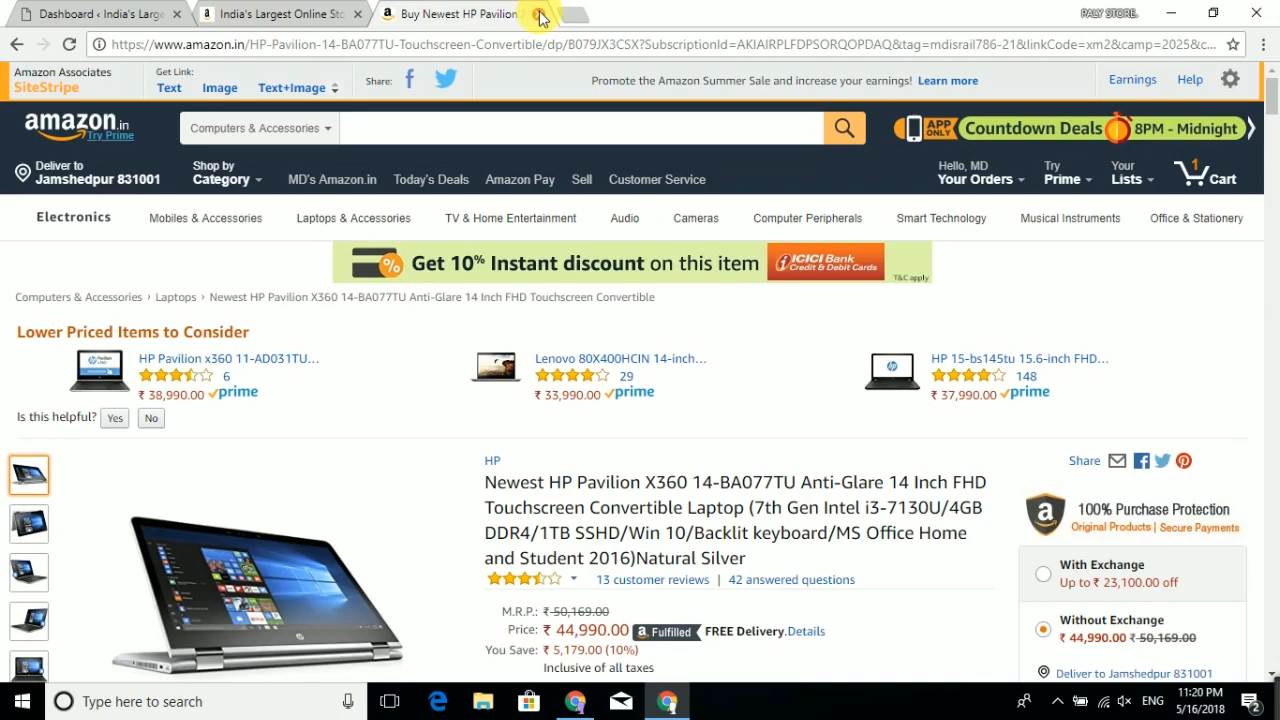 Dashboard ‹ India's Large
India's Largest Online Sto
Buy Newest HP Pavilion
PALY STORE.
https://www.amazon.in/HP-Pavilion-14-BA077TU-Touchscreen-Convertible/dp/B079JX3CSX?SubscriptionId=AKIAIRPLFDPSORQOPDAQ&tag=mdisrail786-21&linkCode=xm2&camp=2025&c...
Amazon Associates
SiteStripe
Get Link:
Text Image Text+Image
Share:
Promote the Amazon Summer Sale and increase your earnings! Learn more
Earnings Help
amazon.in
Try Prime
Computers & Accessories
APP ONLY Countdown Deals 8PM - Midnight
Deliver to
Jamshedpur 831001
Shop by
Category
MD's Amazon.in Today's Deals Amazon Pay Sell Customer Service
Hello, MD
Your Orders
Try
Prime
Your
Lists
1
Cart
Electronics Mobiles & Accessories Laptops & Accessories TV & Home Entertainment Audio Cameras Computer Peripherals Smart Technology Musical Instruments Office & Stationery
Get 10% Instant discount on this item
ICICI Bank
Credit & Debit Cards
T&C apply
Computers & Accessories › Laptops › Newest HP Pavilion X360 14-BA077TU Anti-Glare 14 Inch FHD Touchscreen Convertible
Lower Priced Items to Consider
HP Pavilion x360 11-AD031TU...
6
₹ 38,990.00 prime
Lenovo 80X400HCIN 14-inch...
29
₹ 33,990.00 prime
HP 15-bs145tu 15.6-inch FHD...
148
₹ 37,990.00 prime
Is this helpful? Yes No
HP
Newest HP Pavilion X360 14-BA077TU Anti-Glare 14 Inch FHD
Touchscreen Convertible Laptop (7th Gen Intel i3-7130U/4GB
DDR4/1TB SSHD/Win 10/Backlit keyboard/MS Office Home
and Student 2016)Natural Silver
13 customer reviews | 42 answered questions
M.R.P.: ₹ 50,169.00
Price: ₹ 44,990.00 a Fulfilled FREE Delivery.Details
You Save: ₹ 5,179.00 (10%)
Inclusive of all taxes
Share
100% Purchase Protection
Original Products | Secure Payments
With Exchange
Up to ₹ 23,100.00 off
Without Exchange
₹ 44,990.00 ₹ 50,169.00
Deliver to Jamshedpur 831001
Type here to search
ENG
11:20 PM
5/16/2018
2